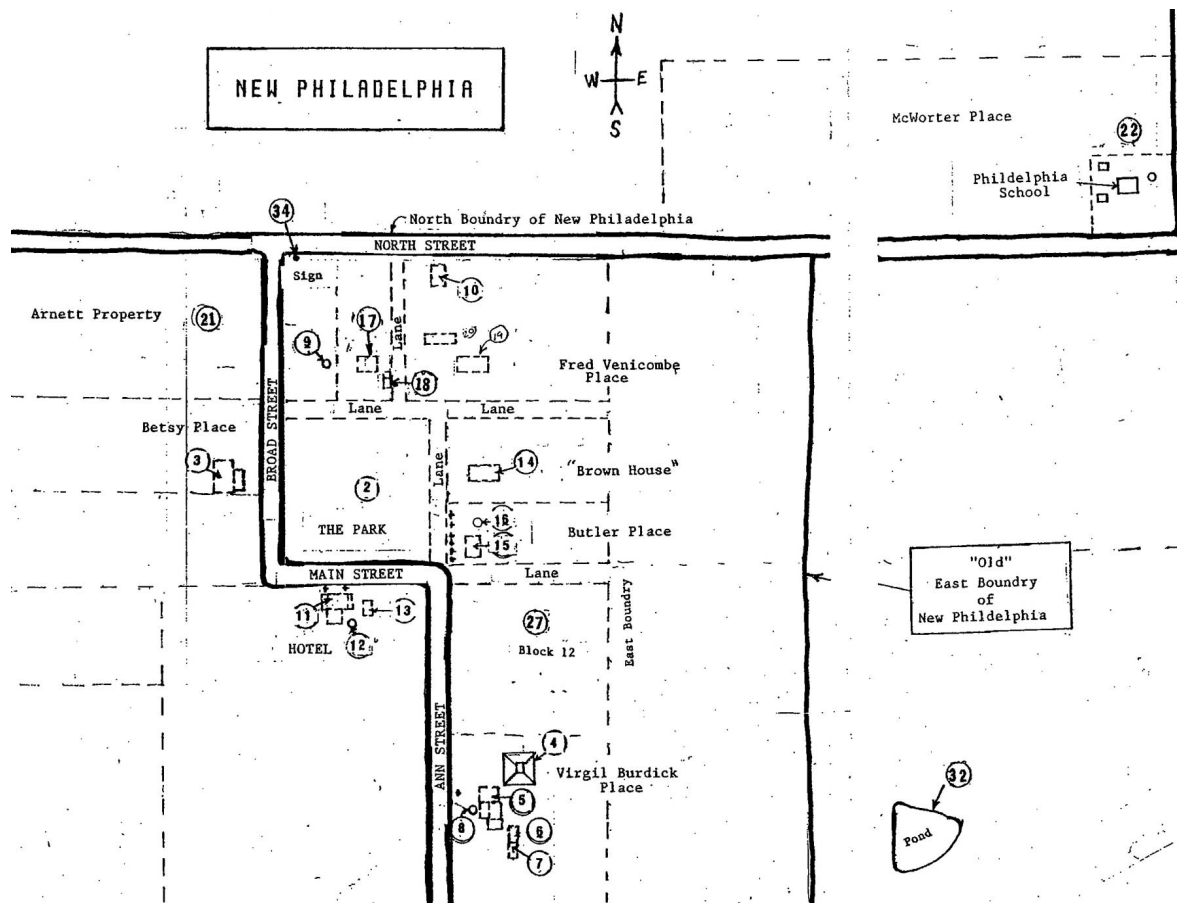 NEW PHILADELPHIA
N
W E
S
McWorter Place
22
Phildelphia
School
34
North Boundry of New Philadelphia
NORTH STREET
Sign
10
Arnett Property
21
17
Lane
20
19
9
18
Fred Venicombe
Place
Lane
Lane
Betsy Place
BROAD STREET
3
Lane
14
"Brown House"
2
THE PARK
16
Butler Place
15
MAIN STREET
Lane
"Old"
East Boundry
of
New Phildelphia
11
13
27
East Boundry
HOTEL
12
Block 12
ANN STREET
4
Virgil Burdick
Place
5
32
8
6
Pond
7